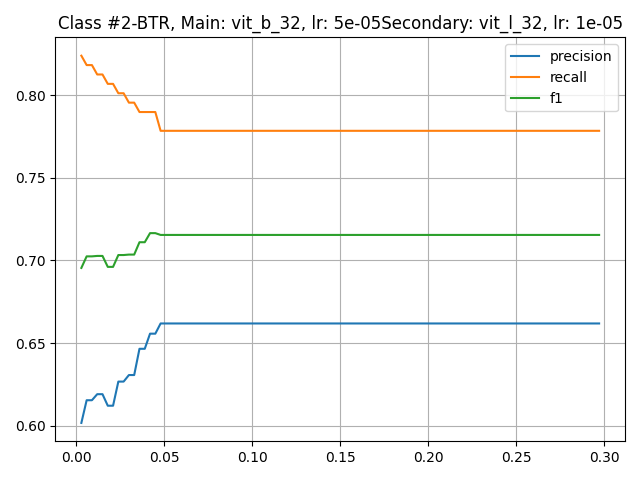 Class #2-BTR, Main: vit_b_32, lr: 5e-05Secondary: vit_l_32, lr: 1e-05
precision
recall
f1
0.80
0.75
0.70
0.65
0.60
0.00 0.05 0.10 0.15 0.20 0.25 0.30